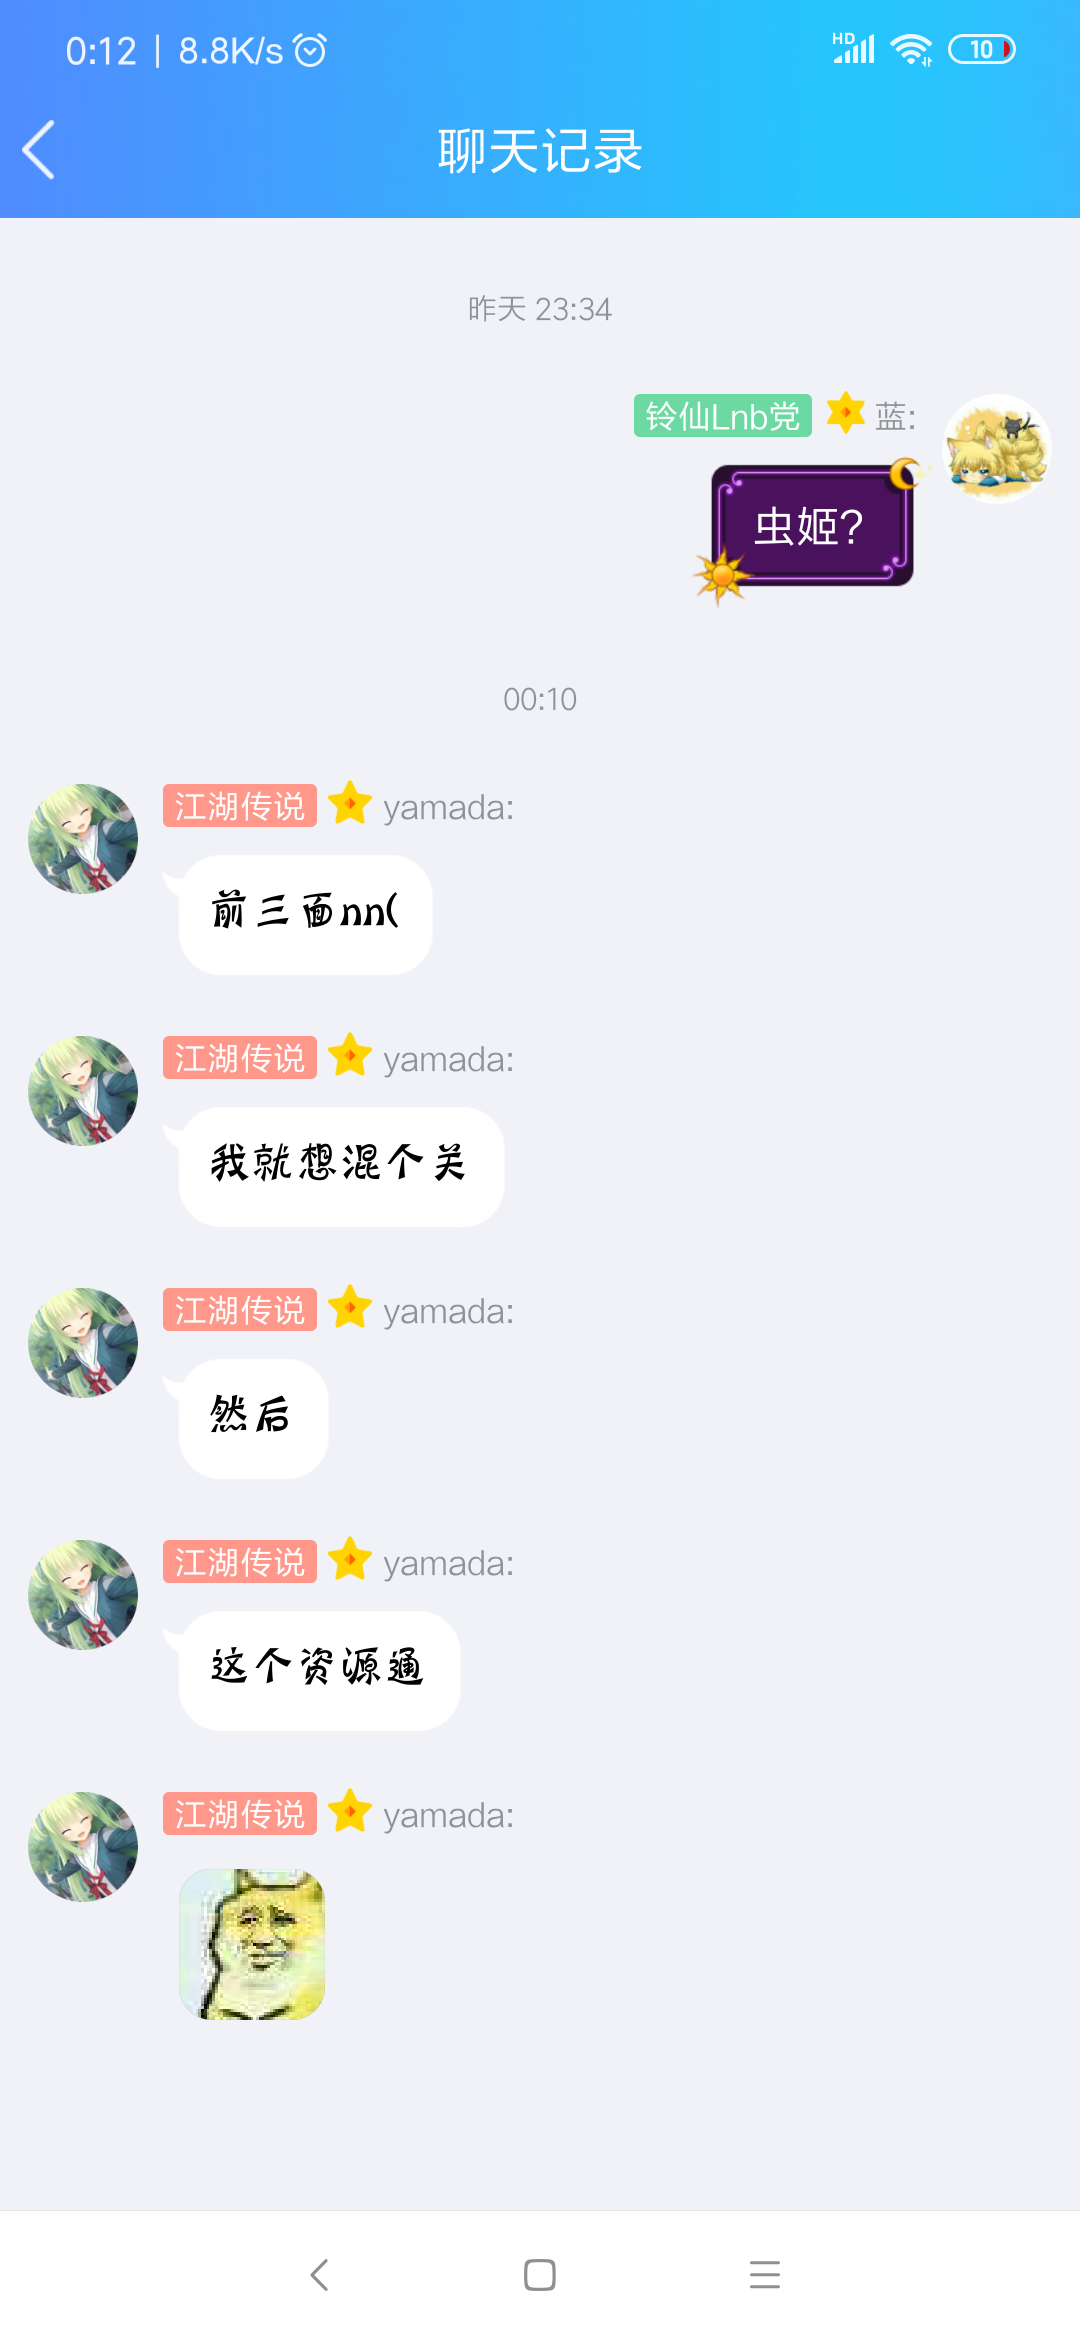 0:12 | 8.8K/s
HD
10
聊天记录
昨天 23:34
铃仙Lnb党 蓝:
虫姬?
00:10
江湖传说 yamada:
前三面nn(
江湖传说 yamada:
我就想混个关
江湖传说 yamada:
然后
江湖传说 yamada:
这个资源通
江湖传说 yamada: